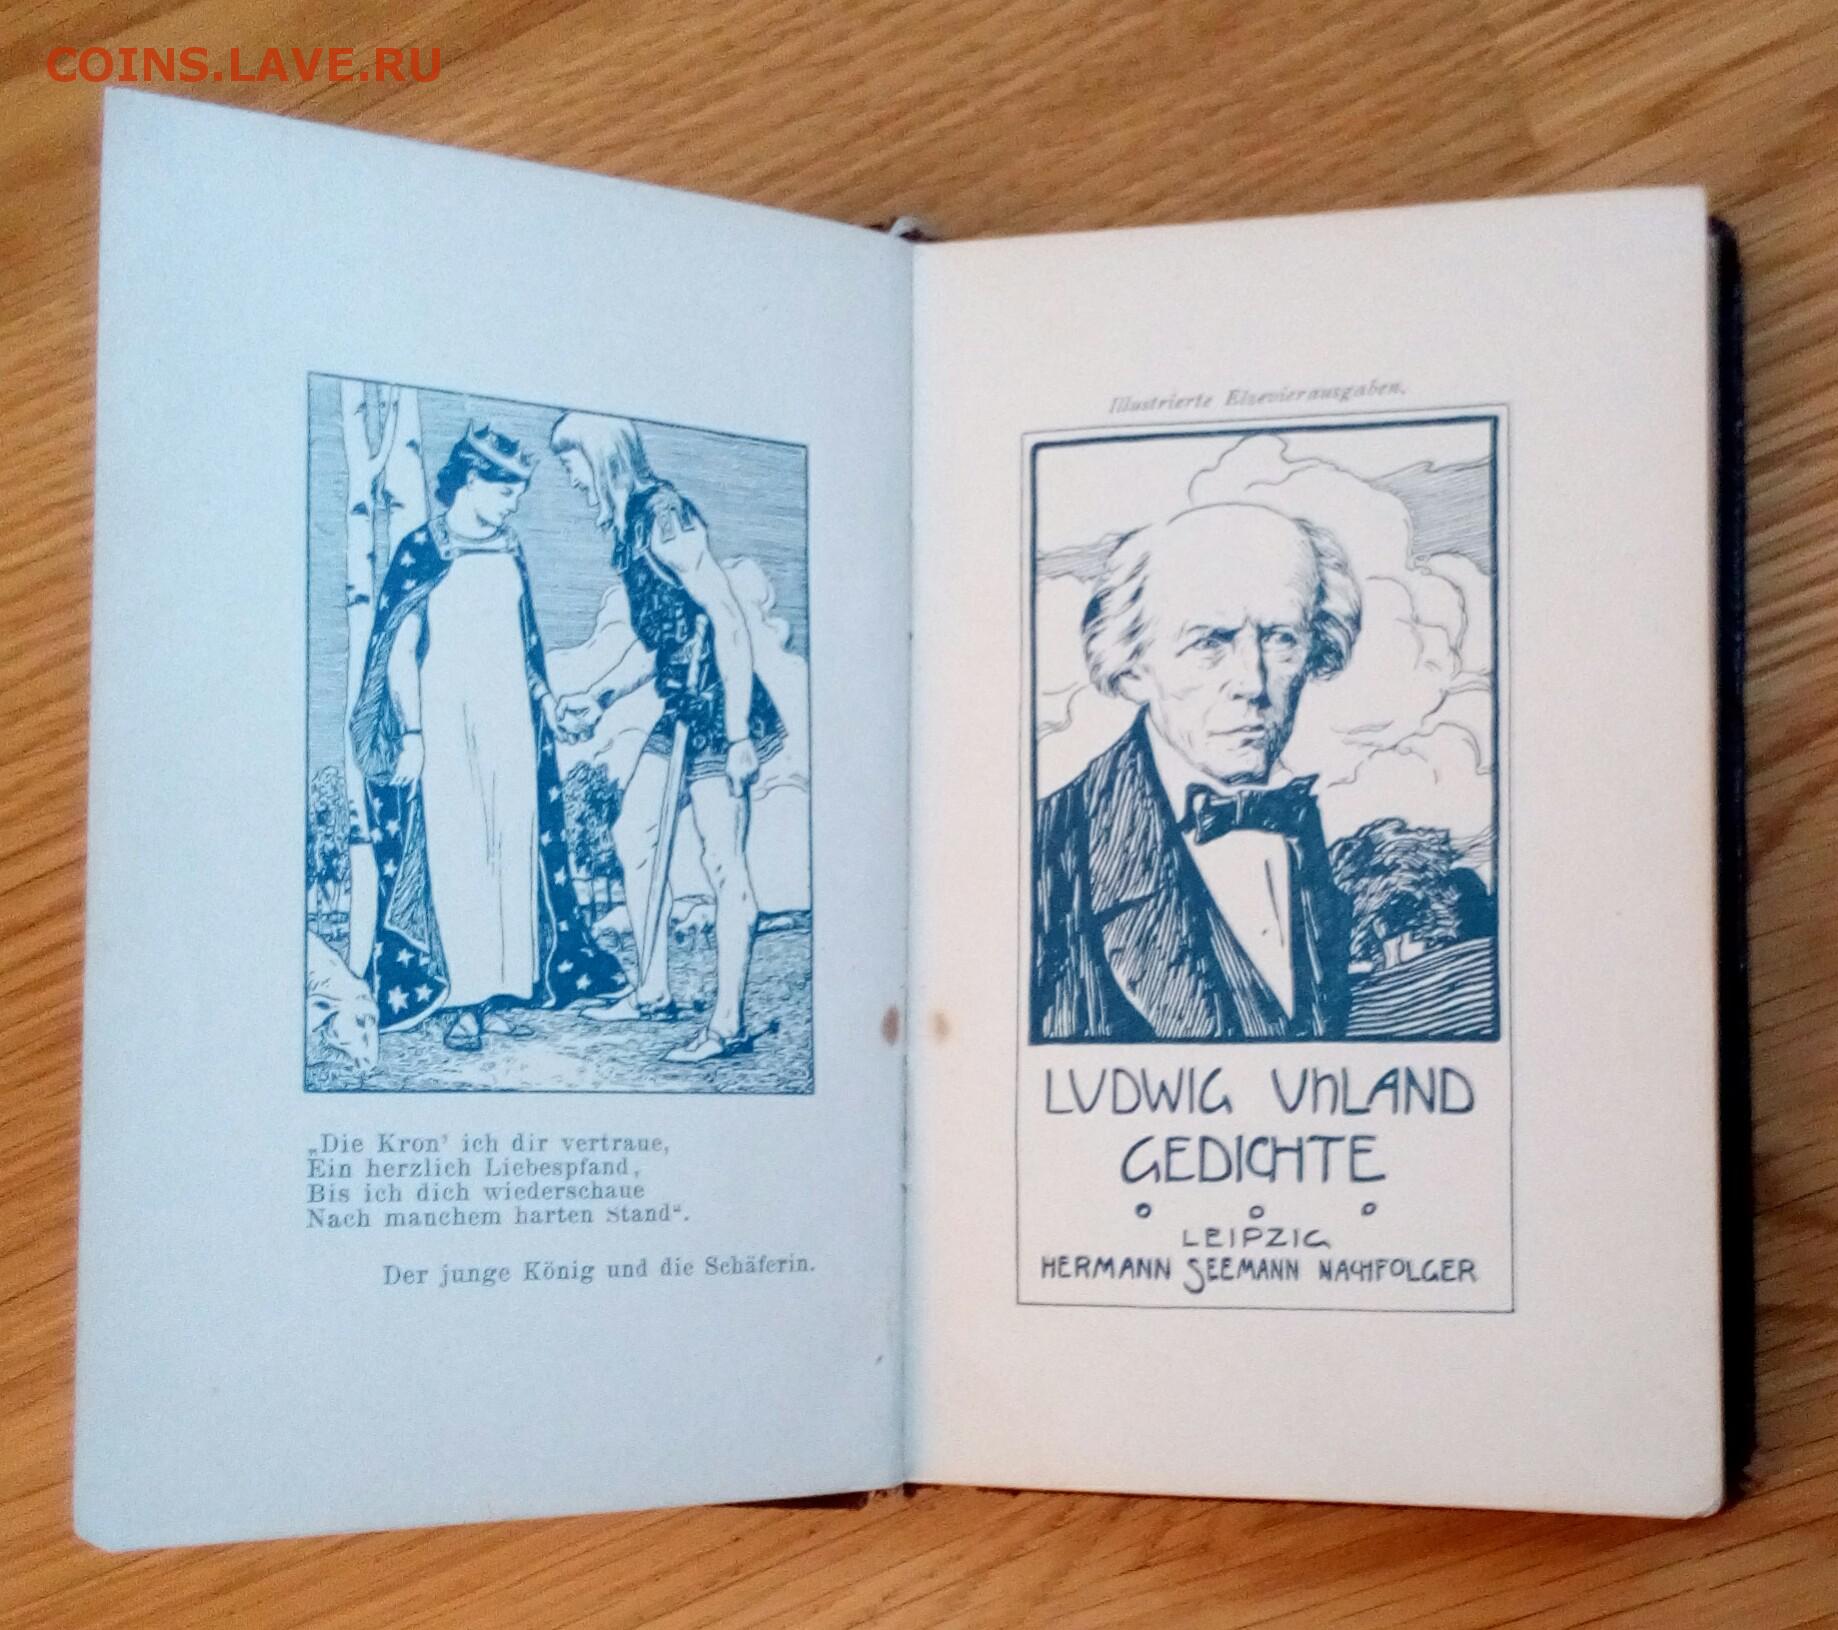 COINS.LAVE.RU
„Die Kron' ich dir vertraue,
Ein herzlich Liebespfand,
Bis ich dich wiederschaue
Nach manchem harten Stand“.
Der junge König und die Schäferin.
Illustrierte Elzevierausgaben.
LUDWIG UHLAND
GEDICHTE
LEIPZIG
HERMANN SEEMANN NACHFOLGER